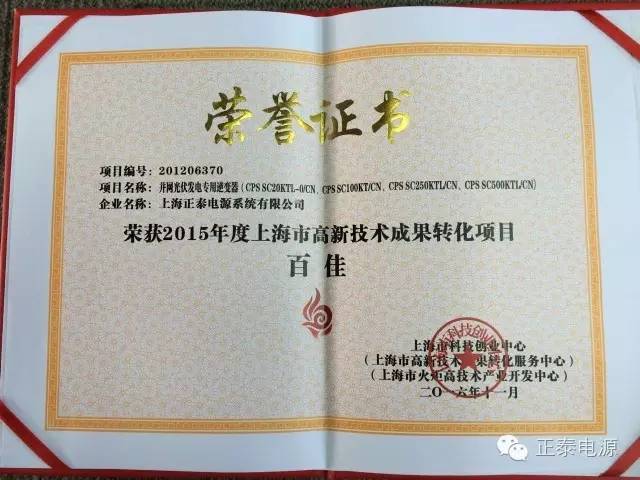 荣誉证书
项目编号：201206370
项目名称：并网光伏发电专用逆变器（CPS SC20KTL-0/CN、CPS SC100KT/CN、CPS SC250KTL/CN、CPS SC500KTL/CN）
企业名称：上海正泰电源系统有限公司
荣获2015年度上海市高新技术成果转化项目
百佳
上海市科技创业中心
（上海市高新技术 果转化服务中心）
（上海市火炬高技术产业开发中心）
二〇一六年十一月
市科技创业
正泰电源